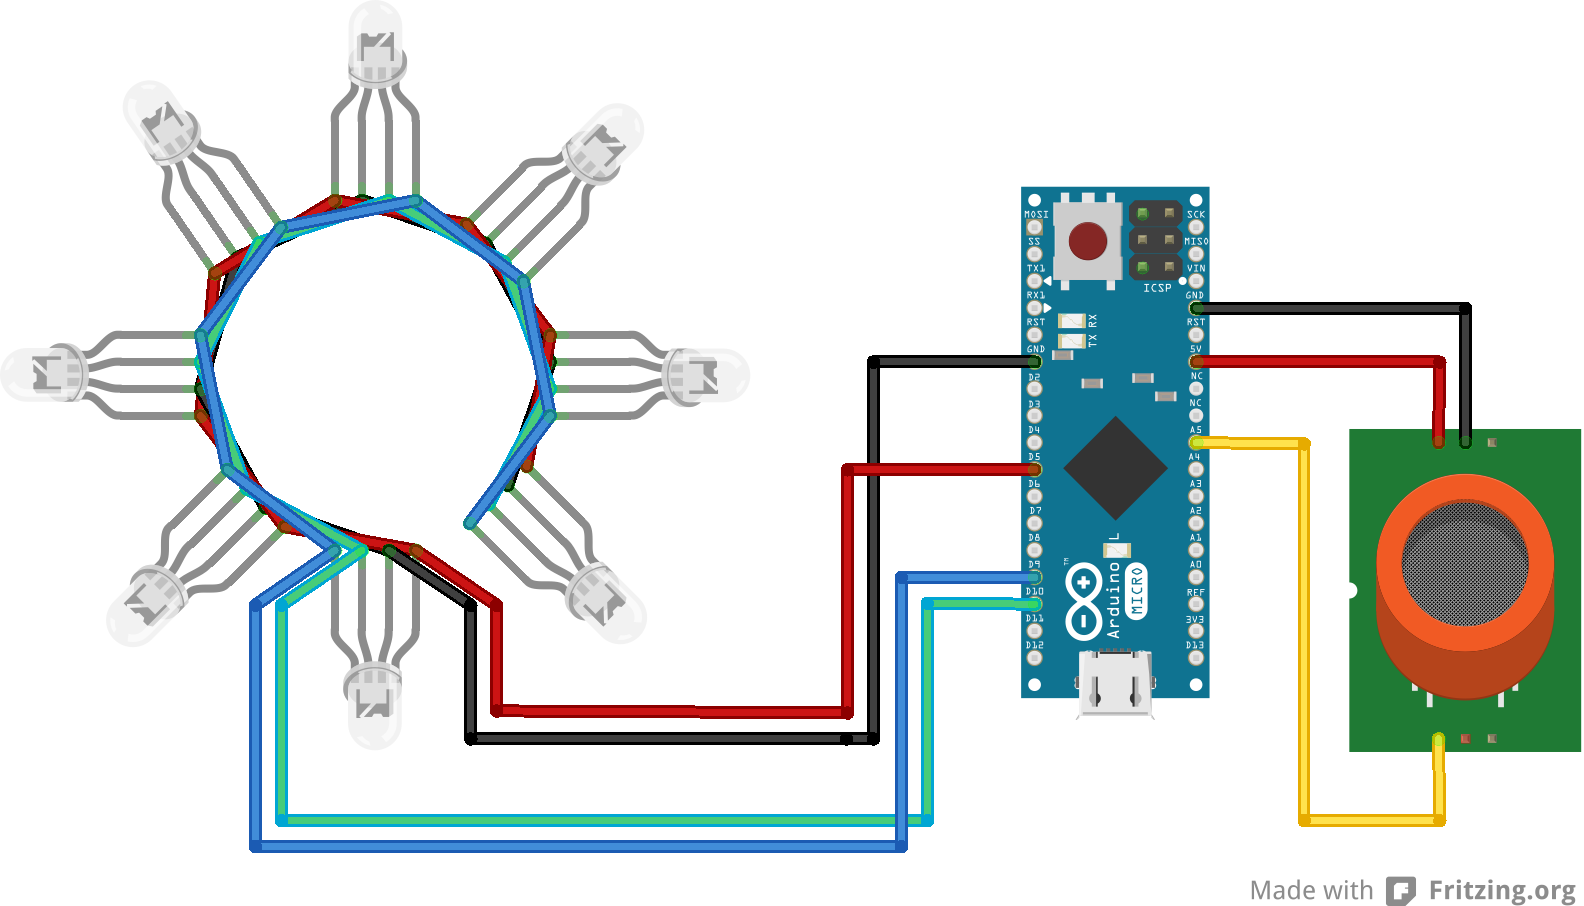 MOSI
SS
TX1
RX1
RST
GND
D2
D3
D4
D5
D6
D7
D8
D9
D10
D11
D12
SCK
MISO
VIN
GND
RST
5V
NC
NC
A5
A4
A3
A2
A1
A0
REF
3V3
D13
ICSP
RX
TX
L
TM
Arduino
MICRO
Made with Fritzing.org